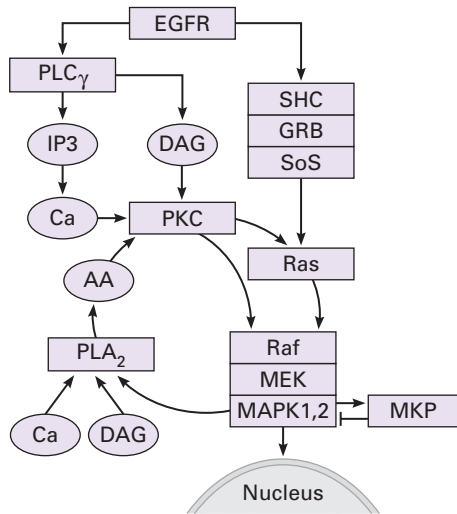 EGFR
PLCγ
SHC
GRB
SoS
IP3
DAG
Ca
PKC
Ras
AA
PLA₂
Raf
MEK
MAPK1,2
MKP
Ca
DAG
Nucleus